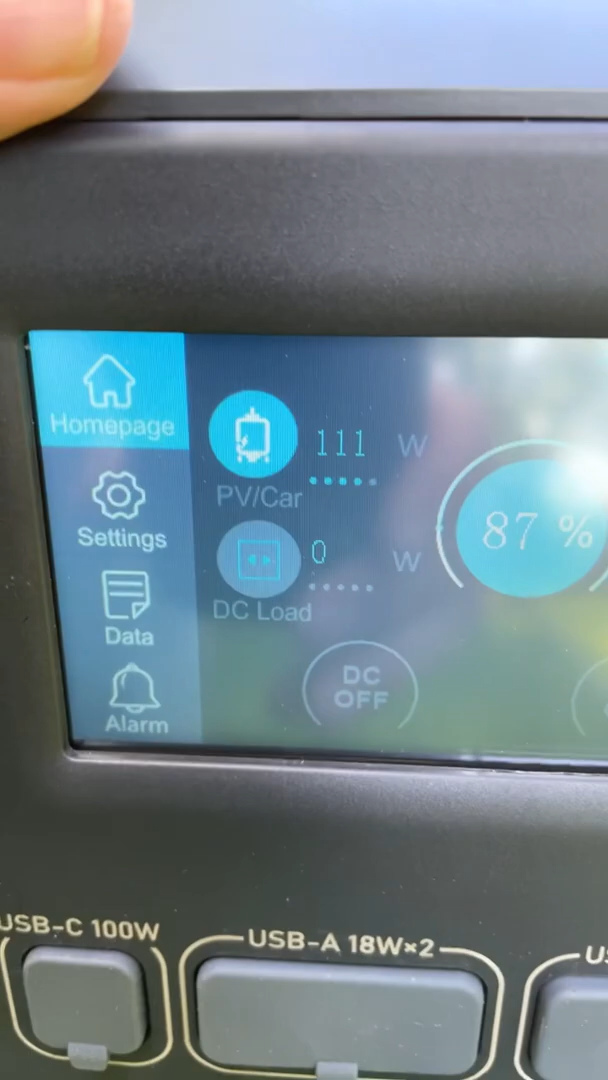 Homepage
Settings
Data
Alarm
111 W
PV/Car
0 W
DC Load
87 %
DC
OFF
USB-C 100W
USB-A 18W×2